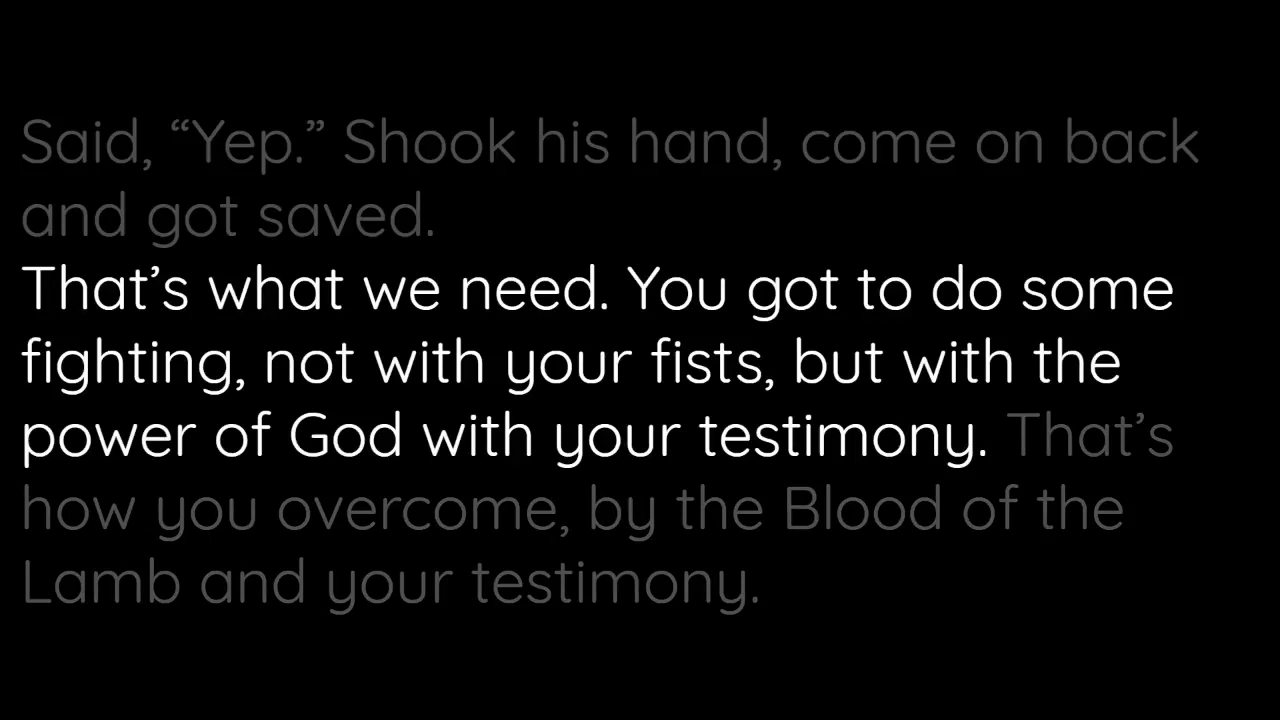 Said, “Yep.” Shook his hand, come on back
and got saved.
That’s what we need. You got to do some
fighting, not with your fists, but with the
power of God with your testimony. That’s
how you overcome, by the Blood of the
Lamb and your testimony.